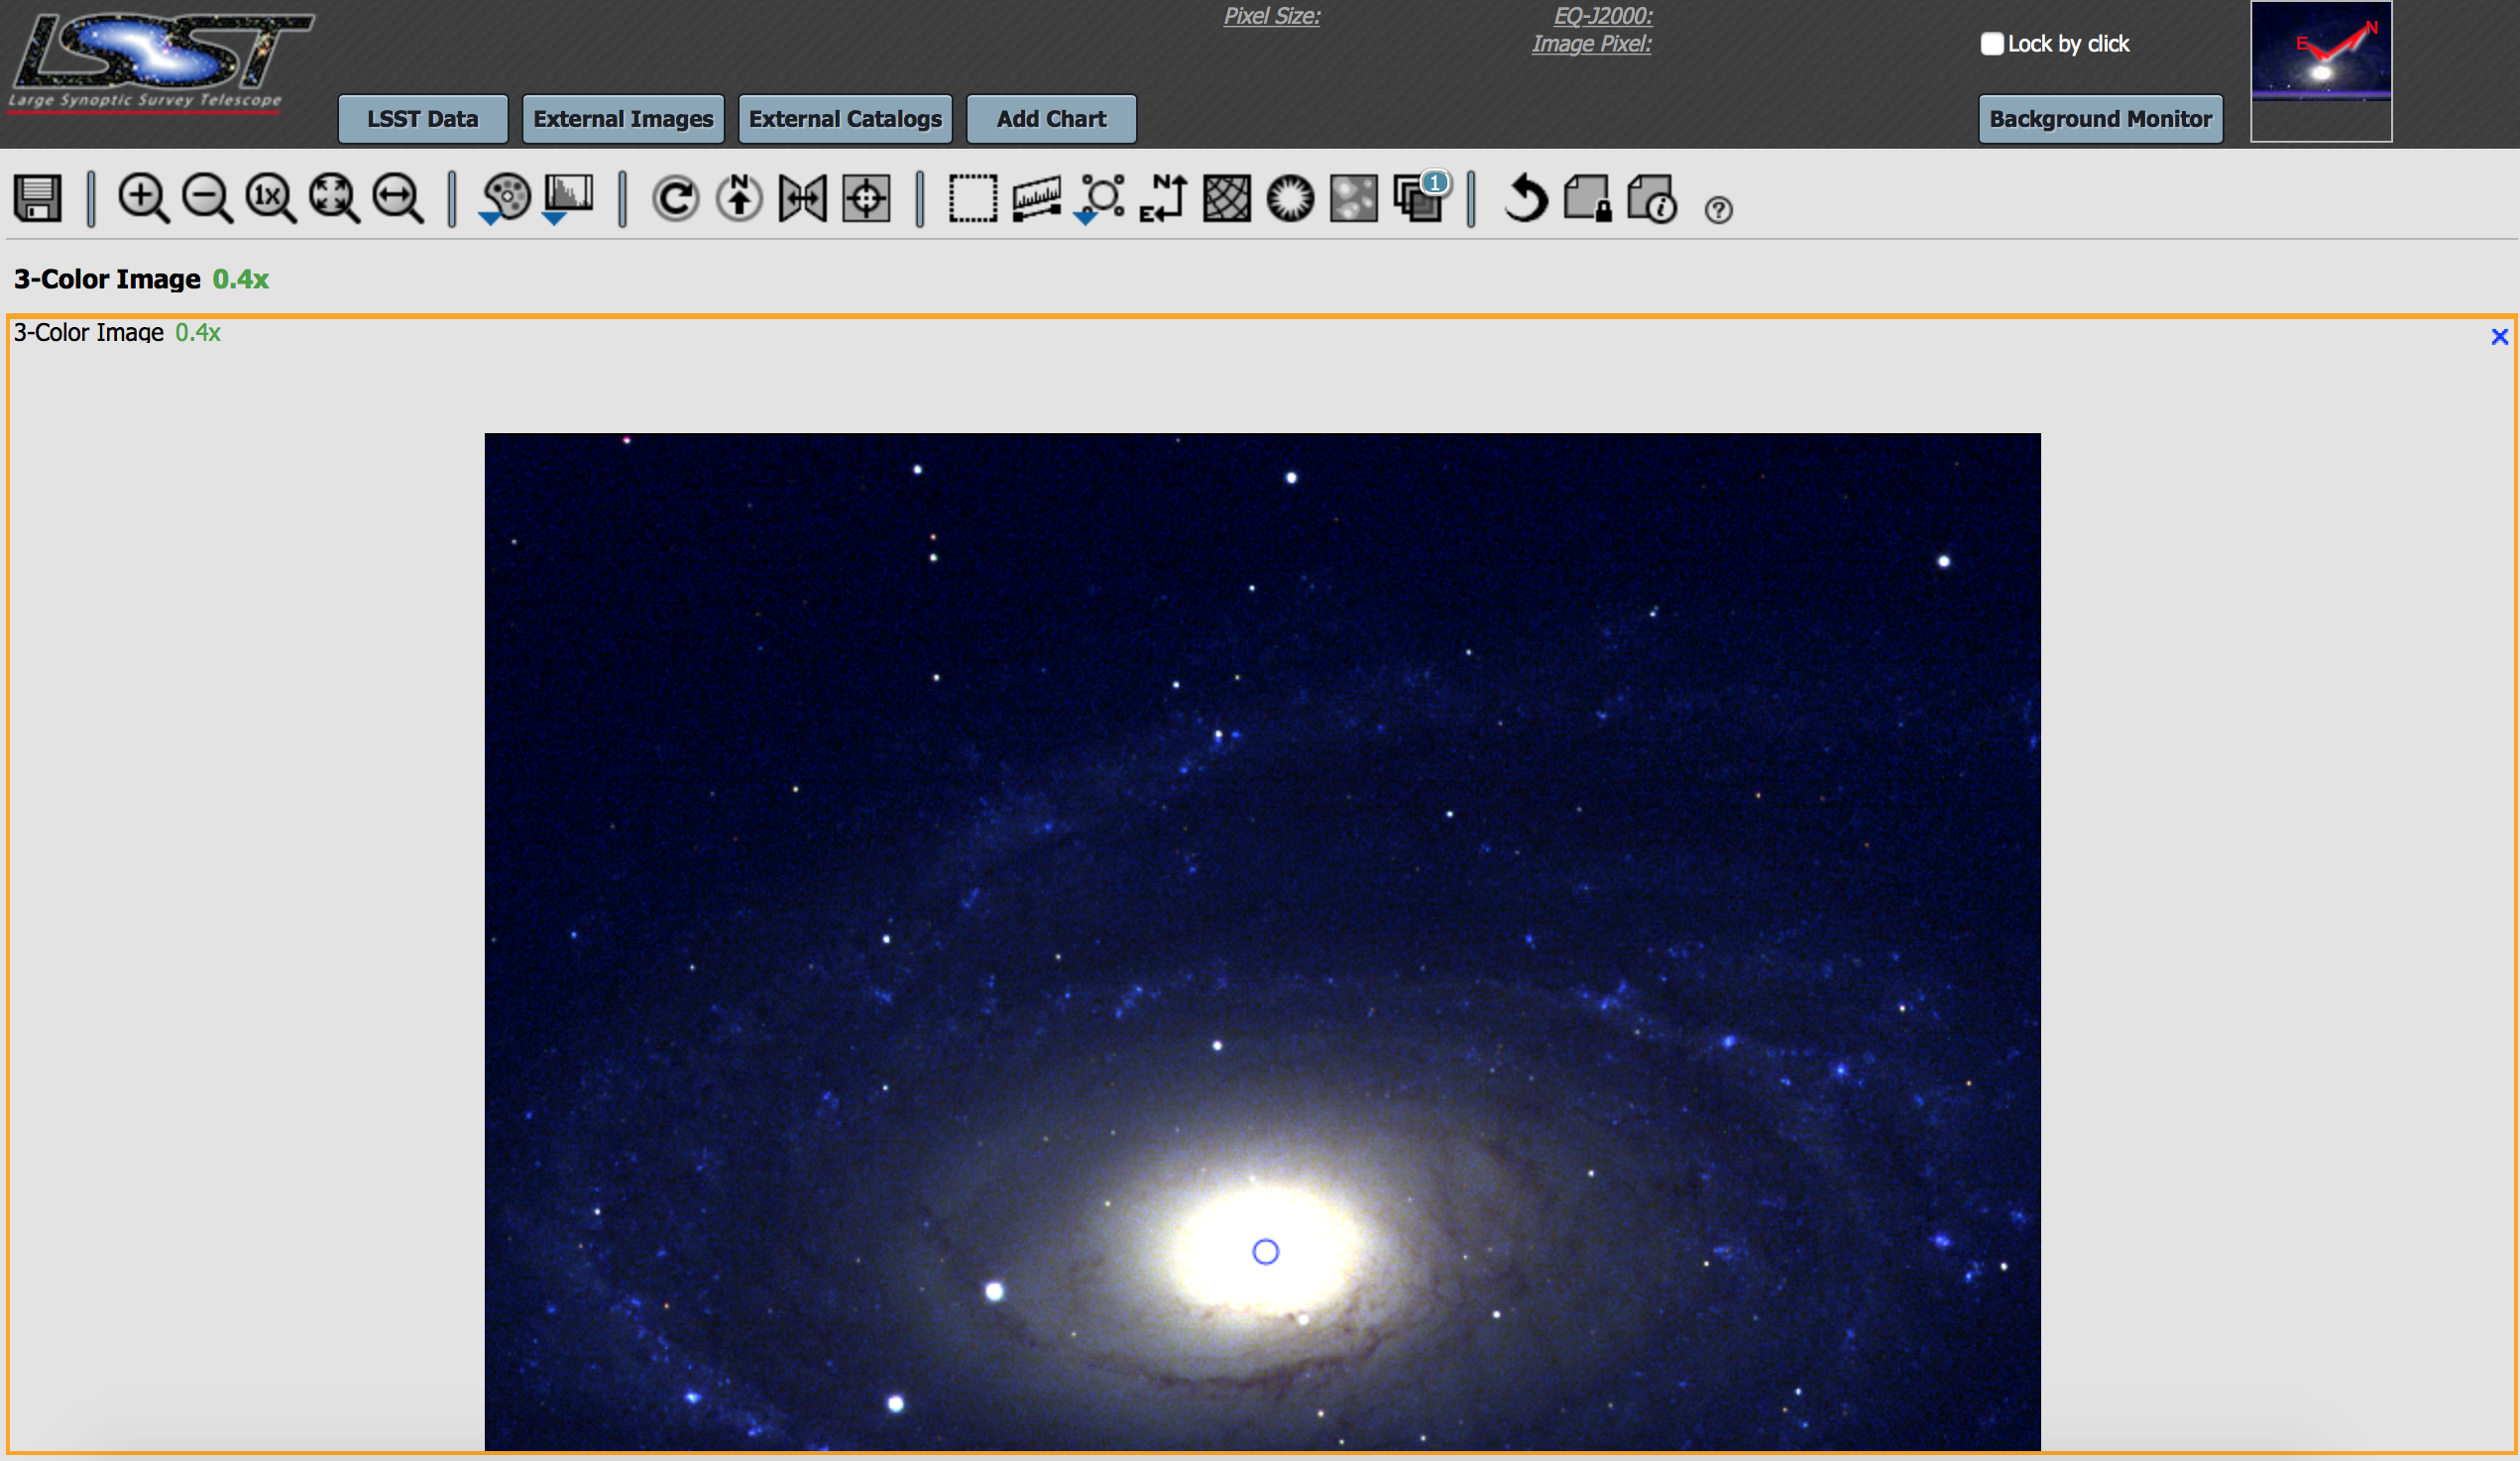 LSST
Large Synoptic Survey Telescope
Pixel Size:
EQ-J2000:
Image Pixel:
Lock by click
E N
LSST Data
External Images
External Catalogs
Add Chart
Background Monitor
1x
N
N
E
1
i
?
3-Color Image 0.4x
3-Color Image 0.4x